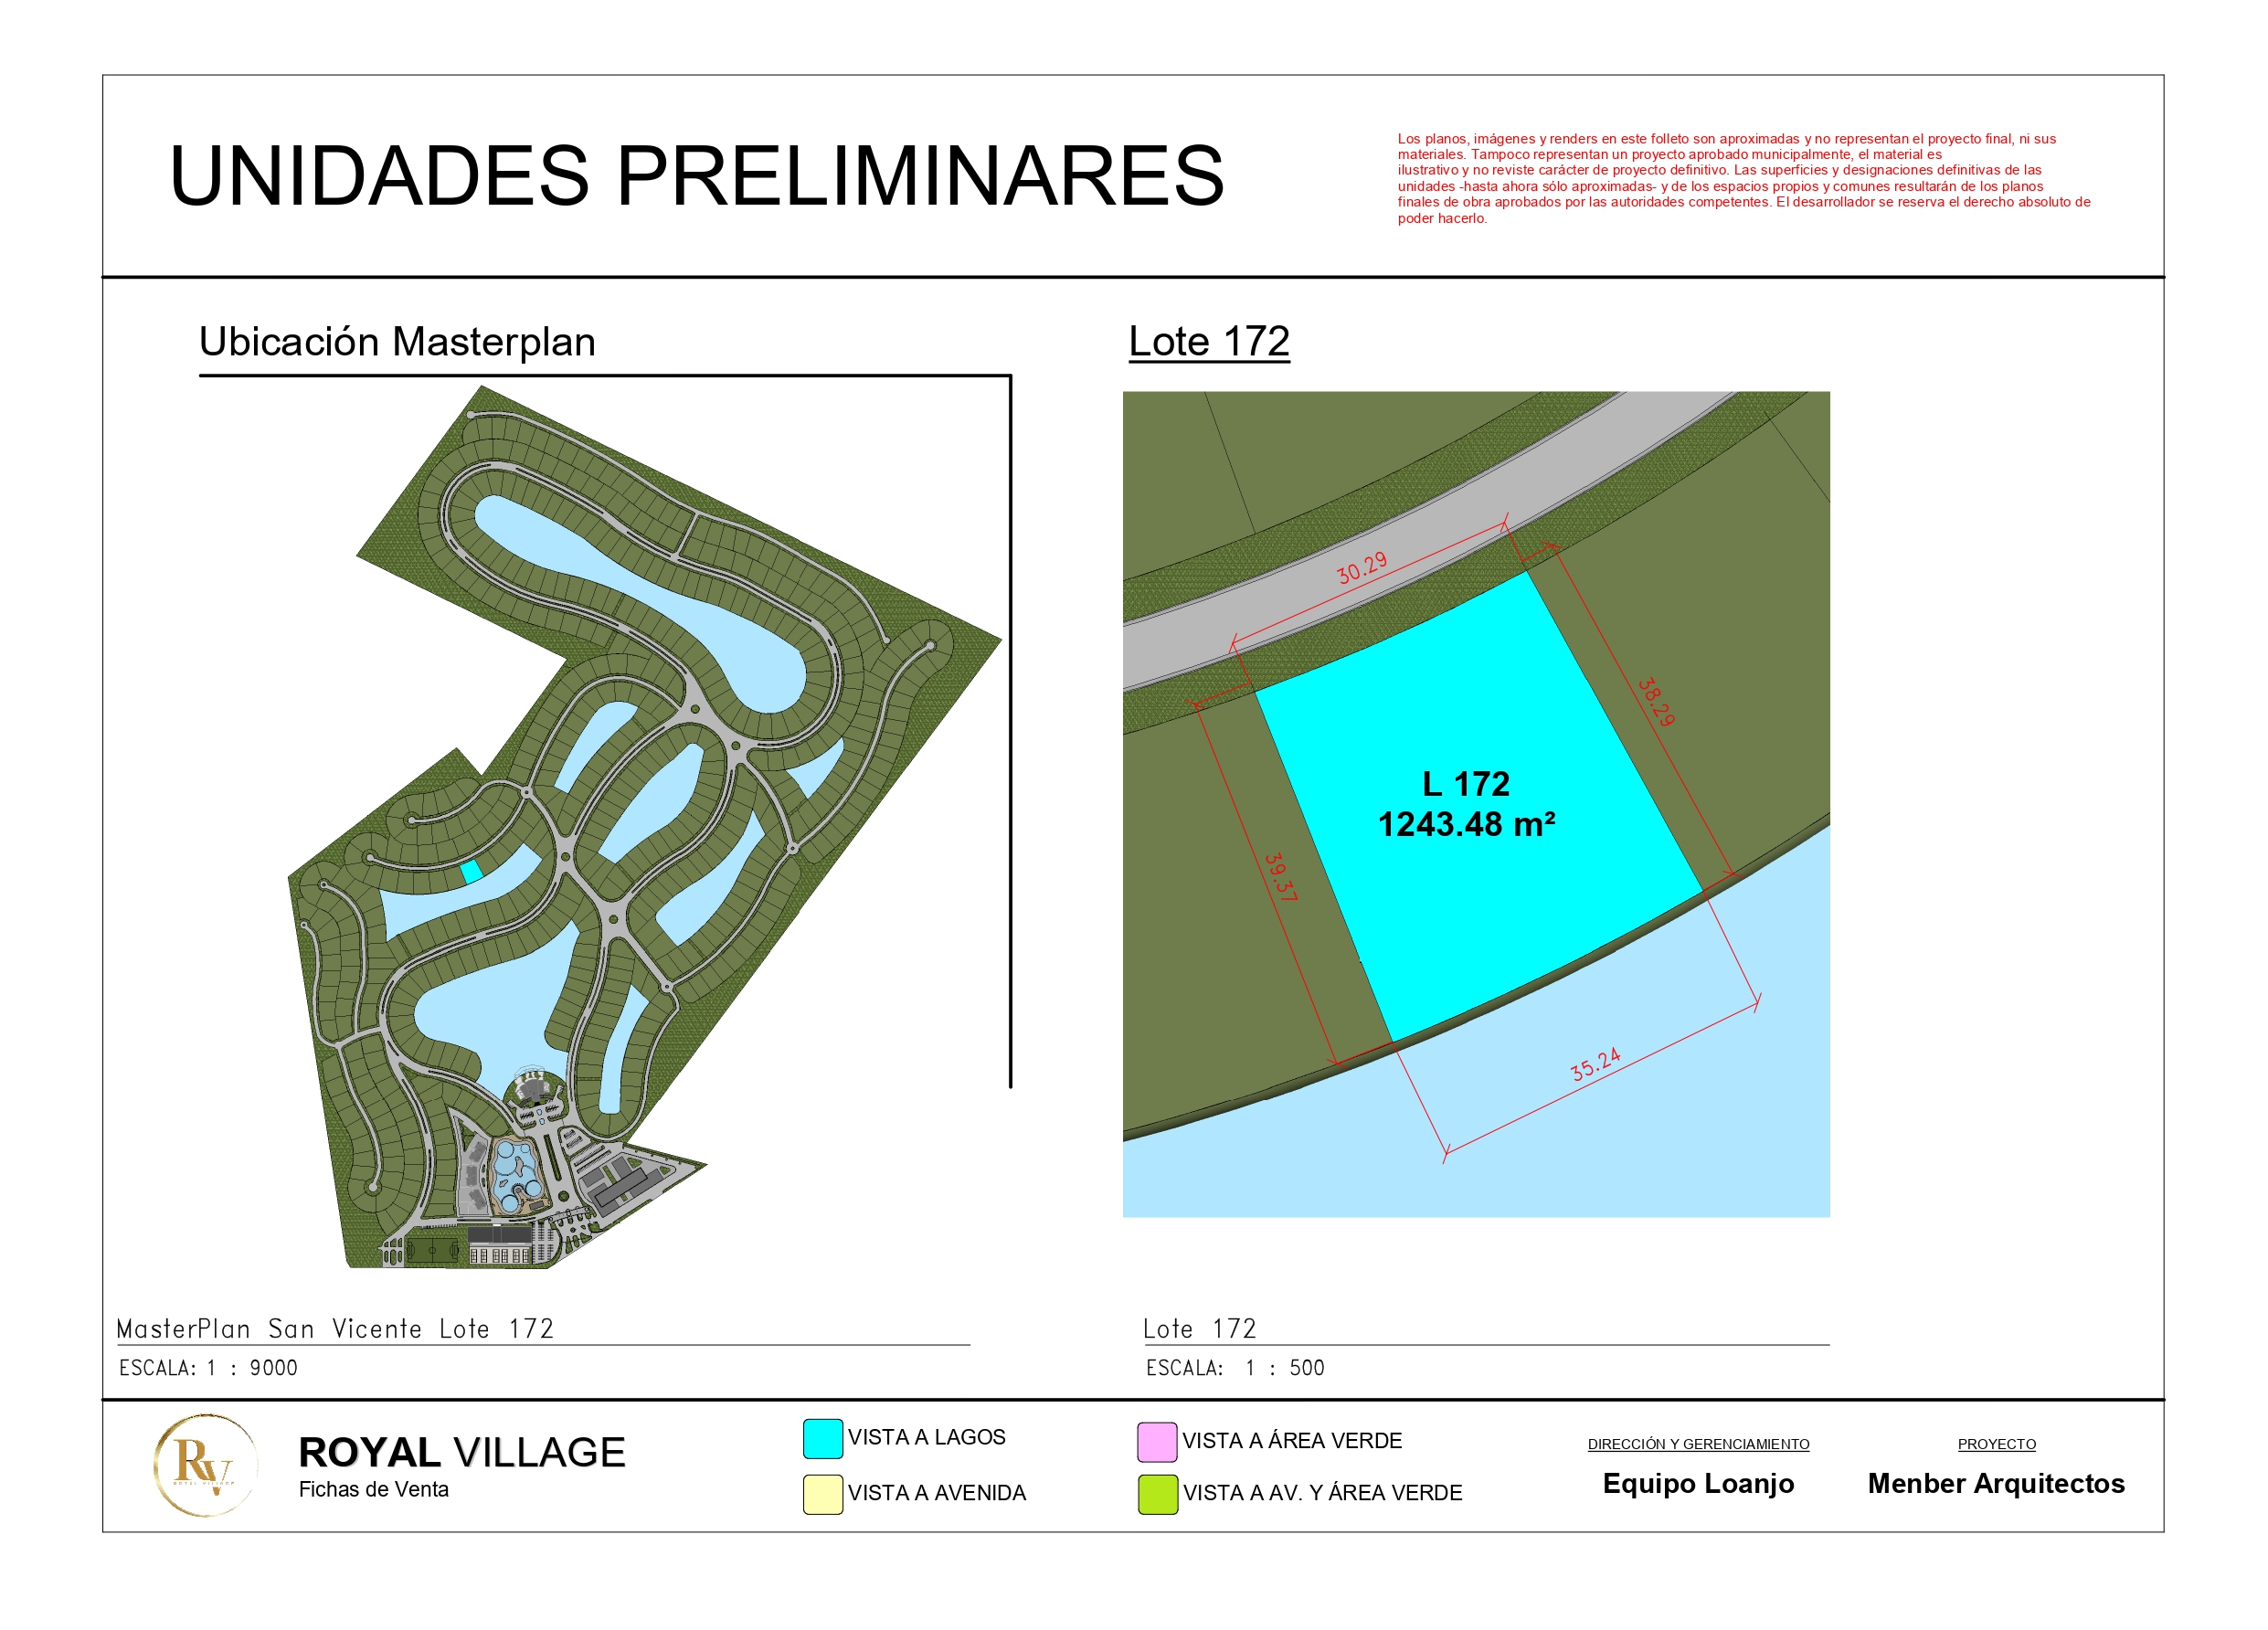 UNIDADES PRELIMINARES
Los planos, imágenes y renders en este folleto son aproximadas y no representan el proyecto final, ni sus
materiales. Tampoco representan un proyecto aprobado municipalmente, el material es
ilustrativo y no reviste carácter de proyecto definitivo. Las superficies y designaciones definitivas de las
unidades -hasta ahora sólo aproximadas- y de los espacios propios y comunes resultarán de los planos
finales de obra aprobados por las autoridades competentes. El desarrollador se reserva el derecho absoluto de
poder hacerlo.
Ubicación Masterplan
Lote 172
30.29
38.29
L 172
1243.48 m²
39.37
35.24
MasterPlan San Vicente Lote 172
ESCALA: 1 : 9000
Lote 172
ESCALA: 1 : 500
RV
ROYAL VILLAGE
ROYAL VILLAGE
Fichas de Venta
VISTA A LAGOS
VISTA A AVENIDA
VISTA A ÁREA VERDE
VISTA A AV. Y ÁREA VERDE
DIRECCIÓN Y GERENCIAMIENTO
Equipo Loanjo
PROYECTO
Menber Arquitectos